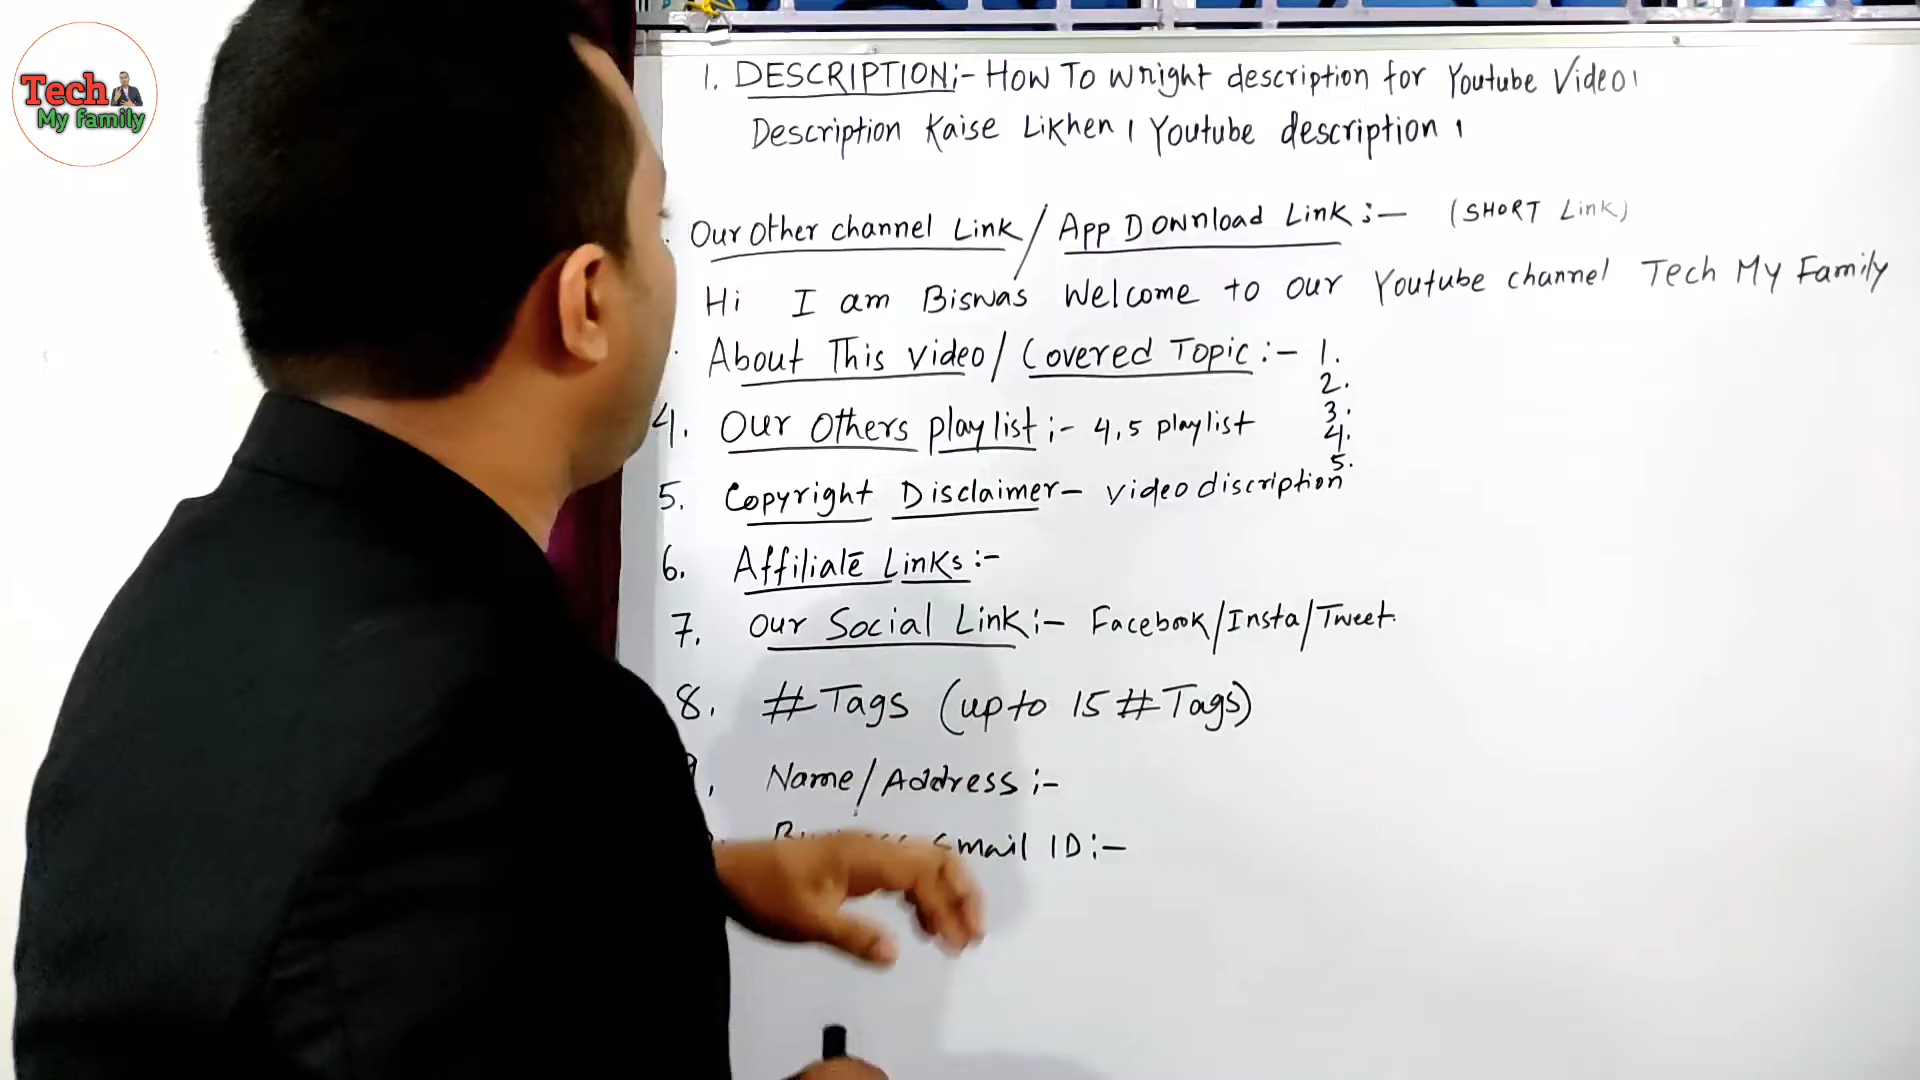 Tech
My family
1. DESCRIPTION:- How To Wright description for Youtube Video।
Description Kaise Likhen । Youtube description ।
Our Other channel Link / App Download Link :- (SHORT Link)
Hi I am Biswas Welcome to our Youtube channel Tech My Family
About This video / Covered Topic :- 1.
2.
3.
4.
5.
4. Our Others playlist :- 4,5 playlist
5. Copyright Disclaimer- video discription
6. Affiliate Links :-
7. Our Social Link :- Facebook/Insta/Tweet.
8. # Tags (upto 15 # Tags)
Name/Address :-
Email ID :-